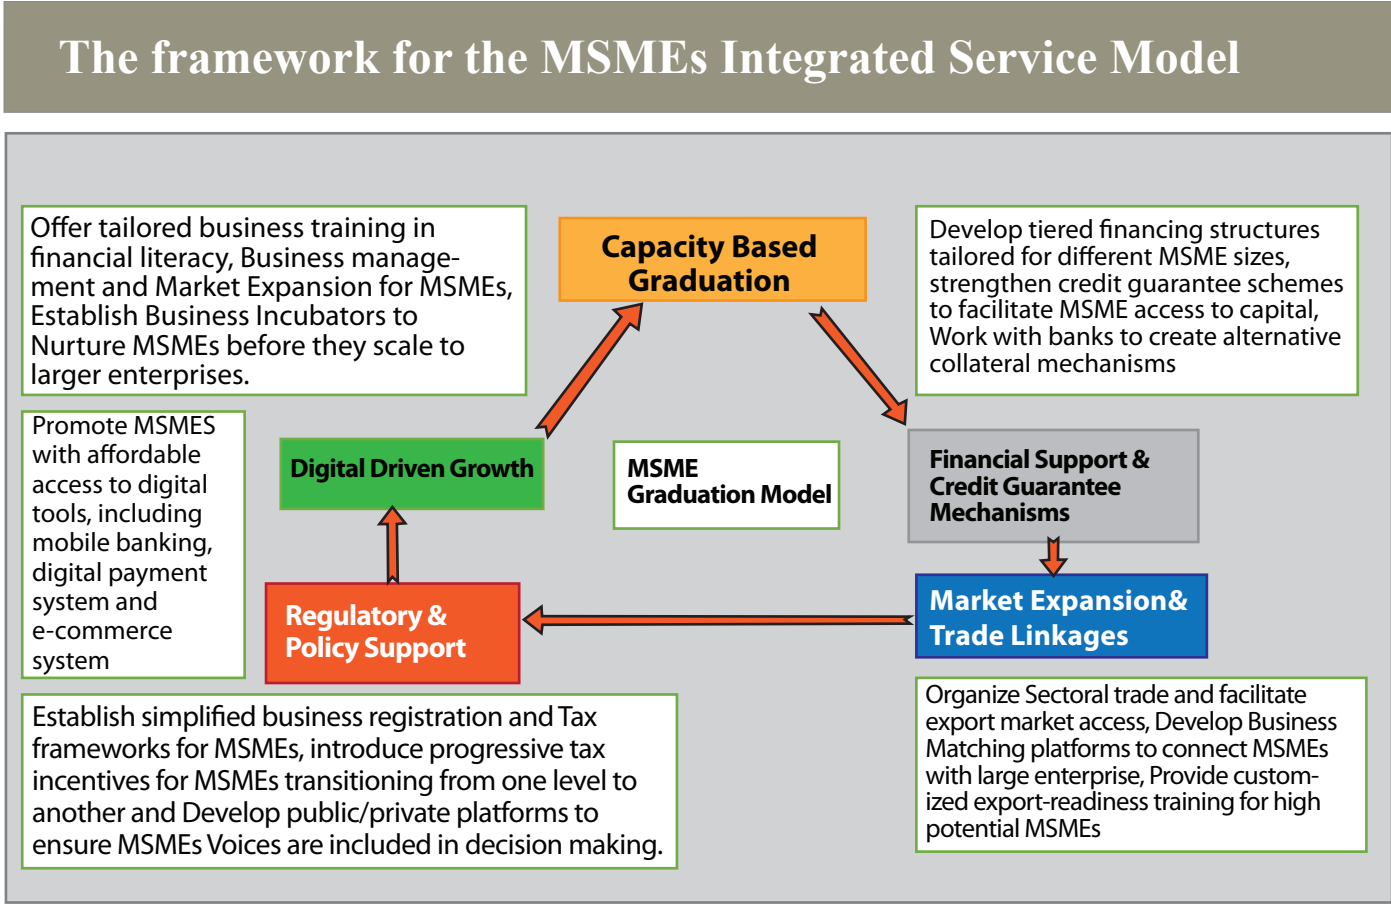 The framework for the MSMEs Integrated Service Model
Offer tailored business training in
financial literacy, Business manage-
ment and Market Expansion for MSMEs,
Establish Business Incubators to
Nurture MSMEs before they scale to
larger enterprises.
Capacity Based
Graduation
Develop tiered financing structures
tailored for different MSME sizes,
strengthen credit guarantee schemes
to facilitate MSME access to capital,
Work with banks to create alternative
collateral mechanisms
Promote MSMES
with affordable
access to digital
tools, including
mobile banking,
digital payment
system and
e-commerce
system
Digital Driven Growth
MSME
Graduation Model
Financial Support &
Credit Guarantee
Mechanisms
Regulatory &
Policy Support
Market Expansion&
Trade Linkages
Establish simplified business registration and Tax
frameworks for MSMEs, introduce progressive tax
incentives for MSMEs transitioning from one level to
another and Develop public/private platforms to
ensure MSMEs Voices are included in decision making.
Organize Sectoral trade and facilitate
export market access, Develop Business
Matching platforms to connect MSMEs
with large enterprise, Provide custom-
ized export-readiness training for high
potential MSMEs